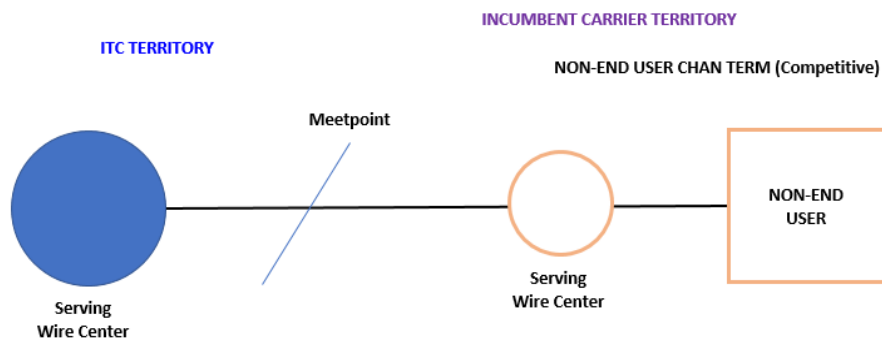 INCUMBENT CARRIER TERRITORY
ITC TERRITORY
NON-END USER CHAN TERM (Competitive)
Meetpoint
NON-END
USER
Serving
Wire Center
Serving
Wire Center